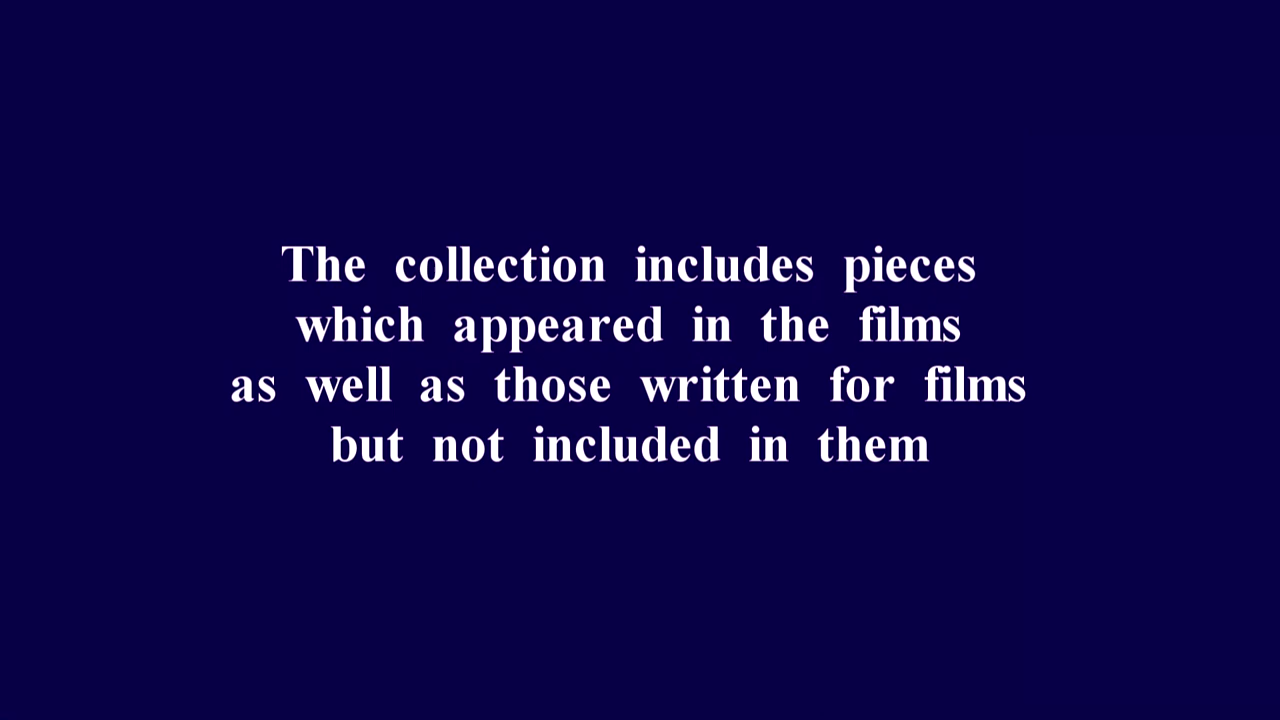 The collection includes pieces
which appeared in the films
as well as those written for films
but not included in them